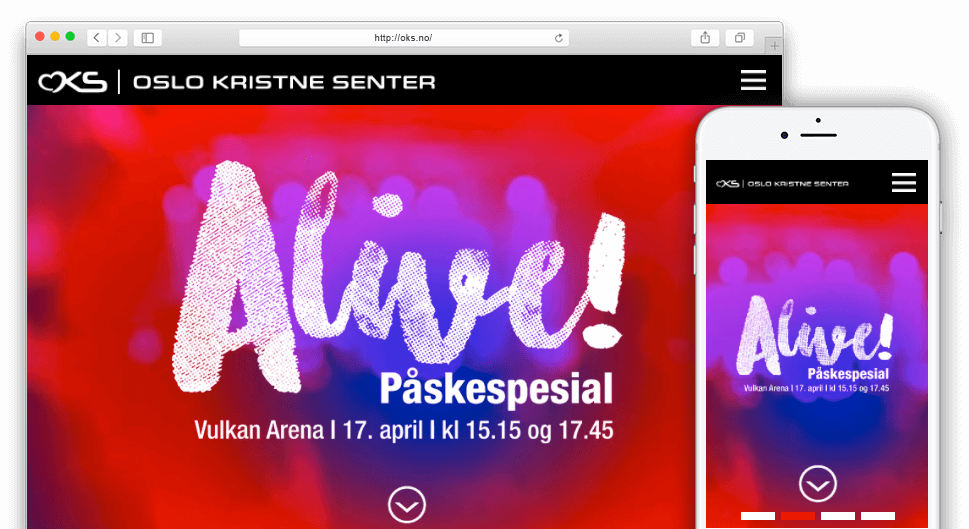 http://oks.no/
OKS | OSLO KRISTNE SENTER
Alive!
Påskespesial
Vulkan Arena I 17. april I kl 15.15 og 17.45
OKS | OSLO KRISTNE SENTER
Alive!
Påskespesial
Vulkan Arena I 17. april I kl 15.15 og 17.45